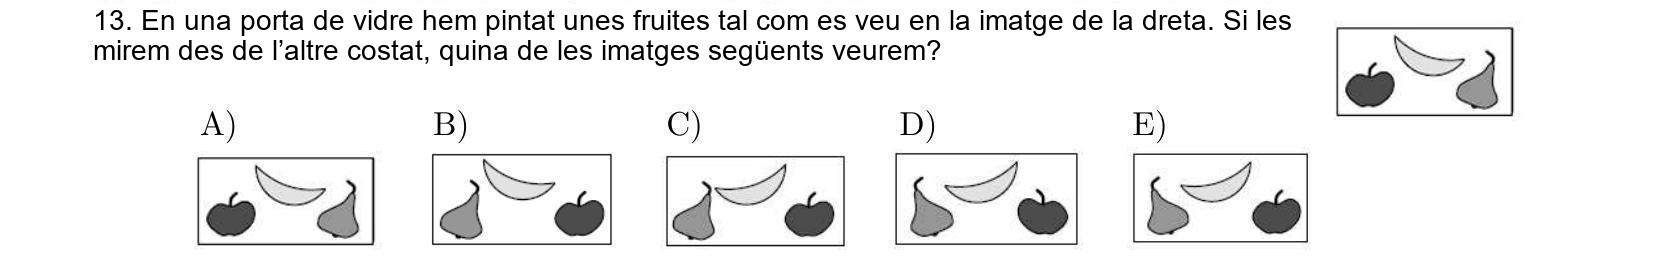 13. En una porta de vidre hem pintat unes fruites tal com es veu en la imatge de la dreta. Si les
mirem des de l’altre costat, quina de les imatges següents veurem?
A) B) C) D) E)